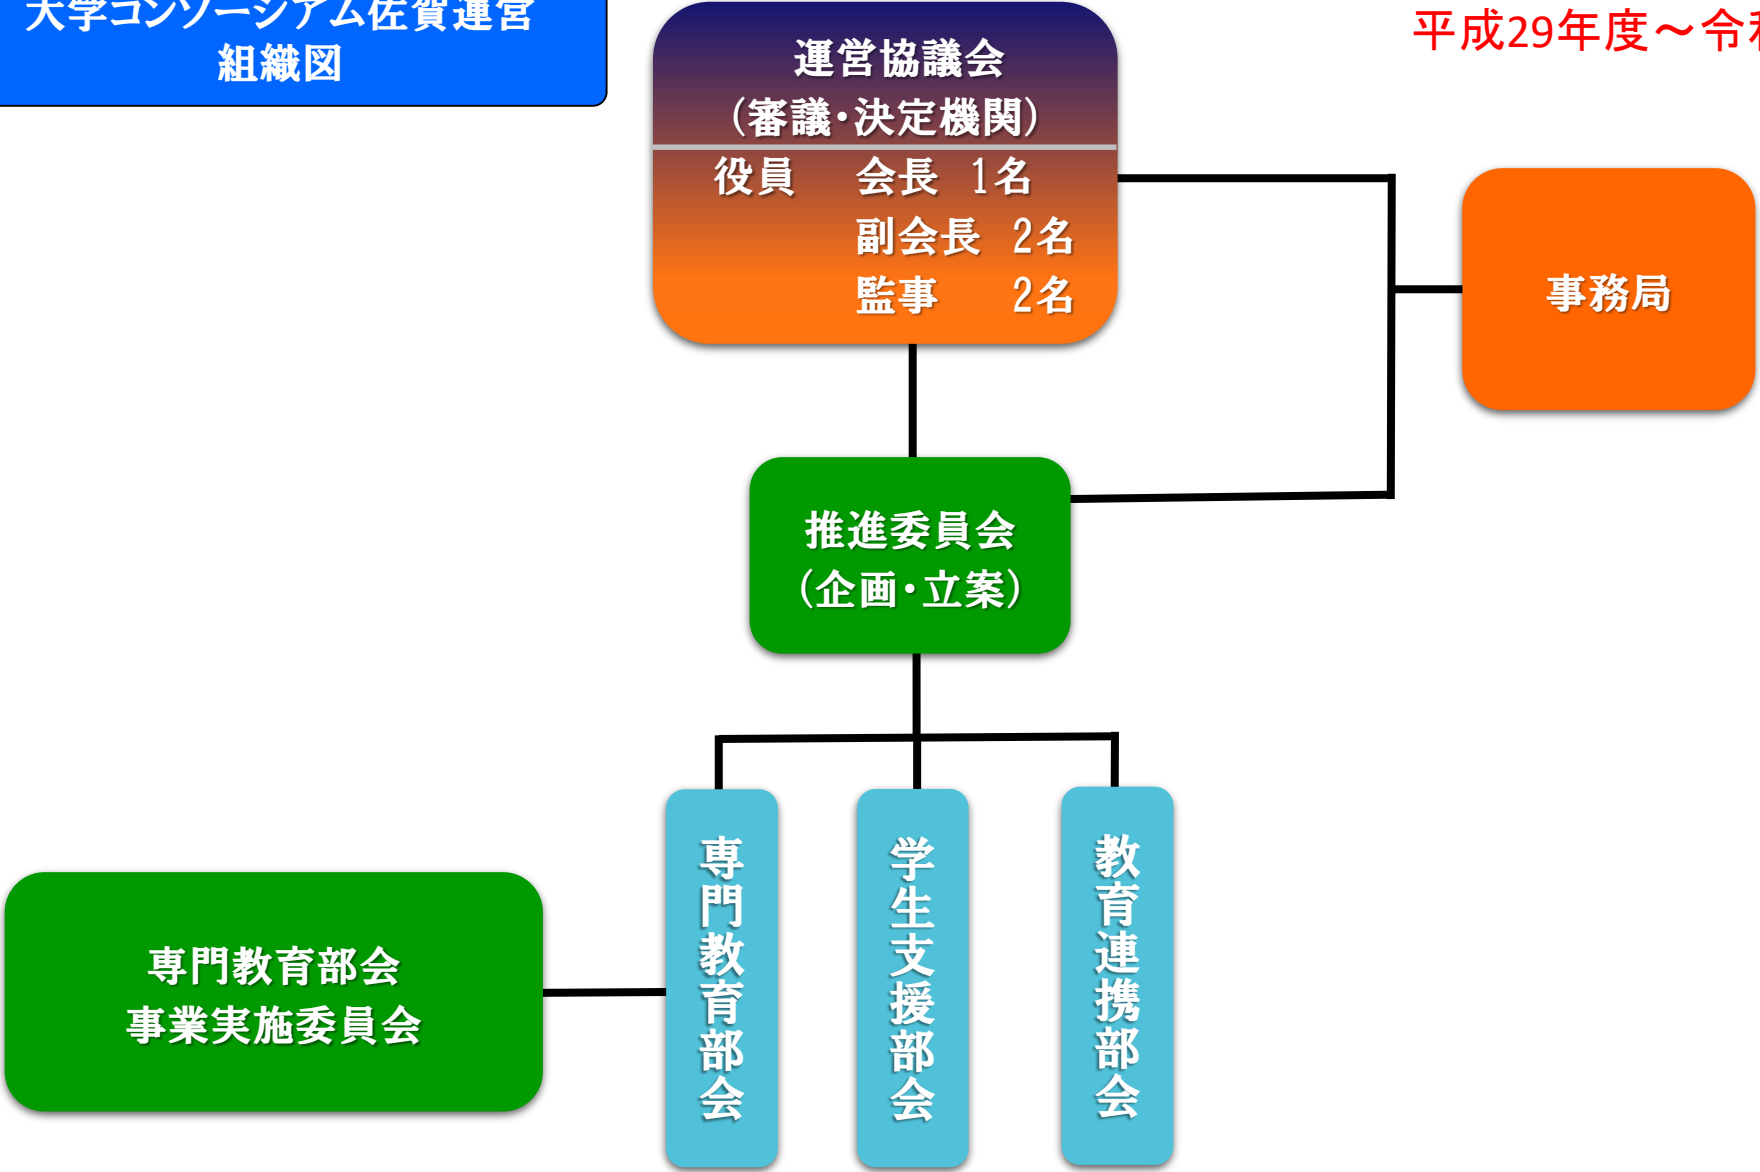 大学コンソーシアム佐賀運営
組織図
平成29年度～令和
運営協議会
（審議・決定機関）
役員　会長　1名
副会長　2名
監事　2名
事務局
推進委員会
（企画・立案）
専門教育部会
学生支援部会
教育連携部会
専門教育部会
事業実施委員会